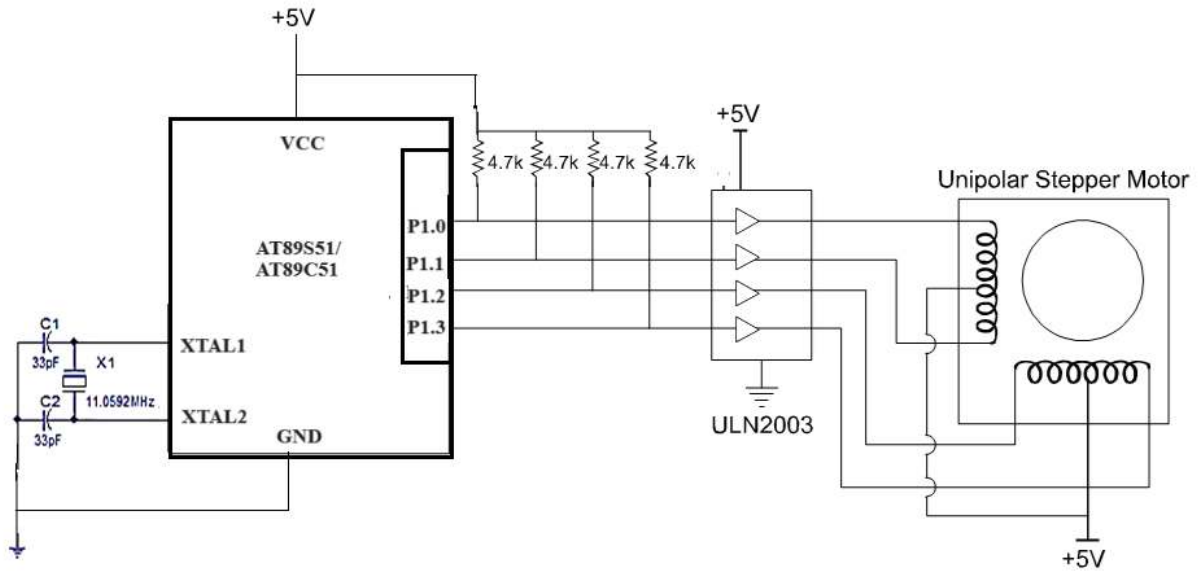 +5V
VCC
4.7k 4.7k 4.7k 4.7k
+5V
Unipolar Stepper Motor
P1.0
AT89S51/
AT89C51
P1.1
P1.2
P1.3
C1
33pF
X1
XTAL1
C2
11.0592MHz
33pF
XTAL2
GND
ULN2003
+5V